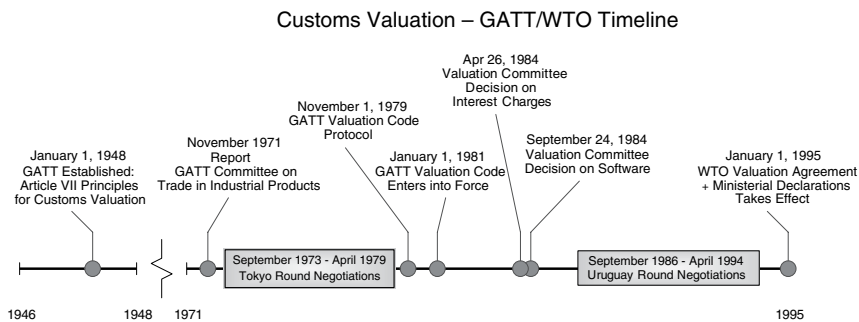 Customs Valuation – GATT/WTO Timeline
Apr 26, 1984
Valuation Committee
Decision on
Interest Charges
November 1, 1979
GATT Valuation Code
Protocol
November 1971
Report
GATT Committee on
Trade in Industrial Products
September 24, 1984
Valuation Committee
Decision on Software
January 1, 1948
GATT Established:
Article VII Principles
for Customs Valuation
January 1, 1981
GATT Valuation Code
Enters into Force
January 1, 1995
WTO Valuation Agreement
+ Ministerial Declarations
Takes Effect
September 1973 - April 1979
Tokyo Round Negotiations
September 1986 - April 1994
Uruguay Round Negotiations
1946
1948
1971
1995